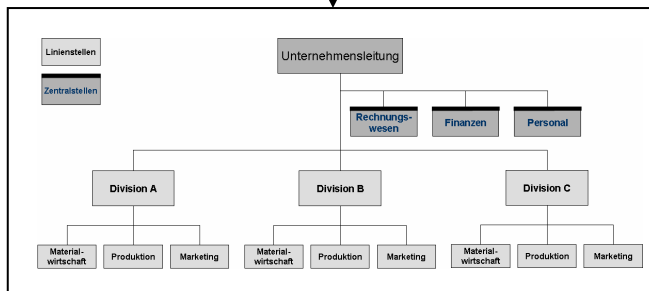 Linienstellen
Zentralstellen
Unternehmensleitung
Rechnungs-
wesen
Finanzen
Personal
Division A
Division B
Division C
Material-
wirtschaft
Produktion
Marketing
Material-
wirtschaft
Produktion
Marketing
Material-
wirtschaft
Produktion
Marketing